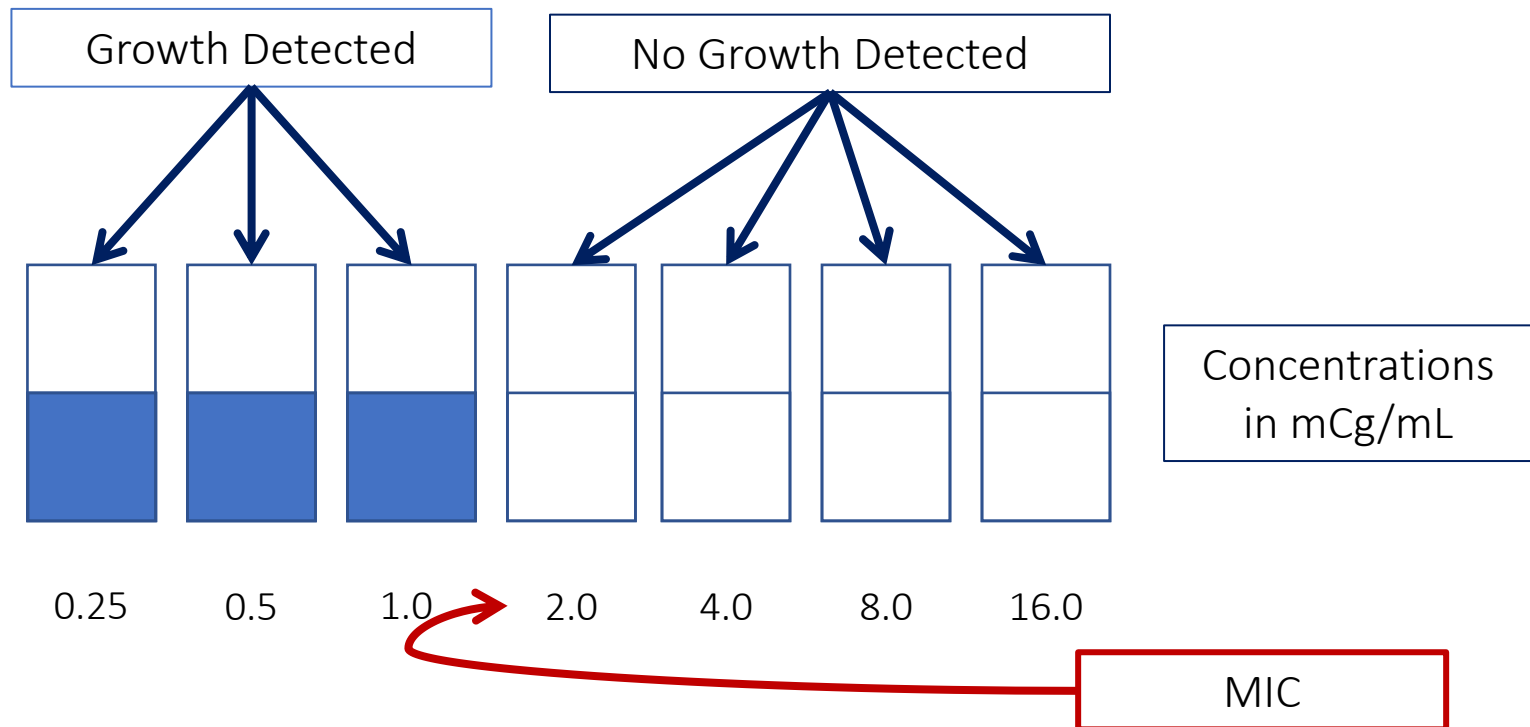 Growth Detected
No Growth Detected
Concentrations
in mCg/mL
0.25 0.5 1.0 2.0 4.0 8.0 16.0
MIC